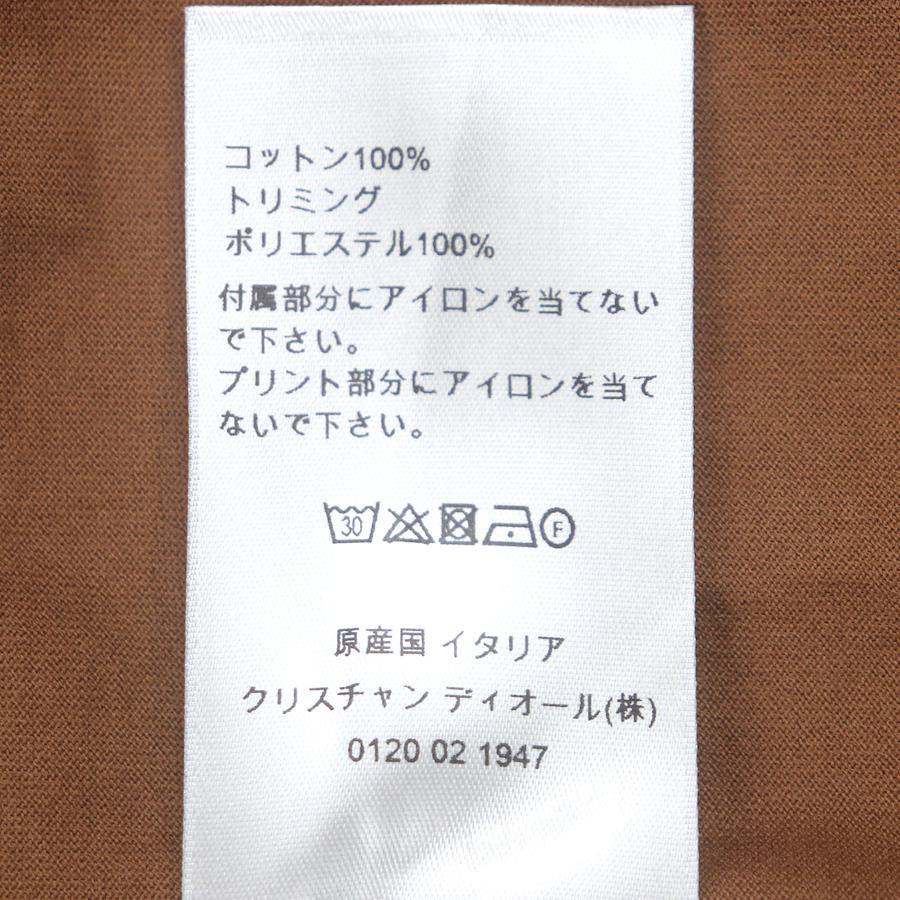 コットン100%
トリミング
ポリエステル100%
付属部分にアイロンを当てない
で下さい。
プリント部分にアイロンを当て
ないで下さい。
30 F
原産国 イタリア
クリスチャン ディオール(株)
0120 02 1947